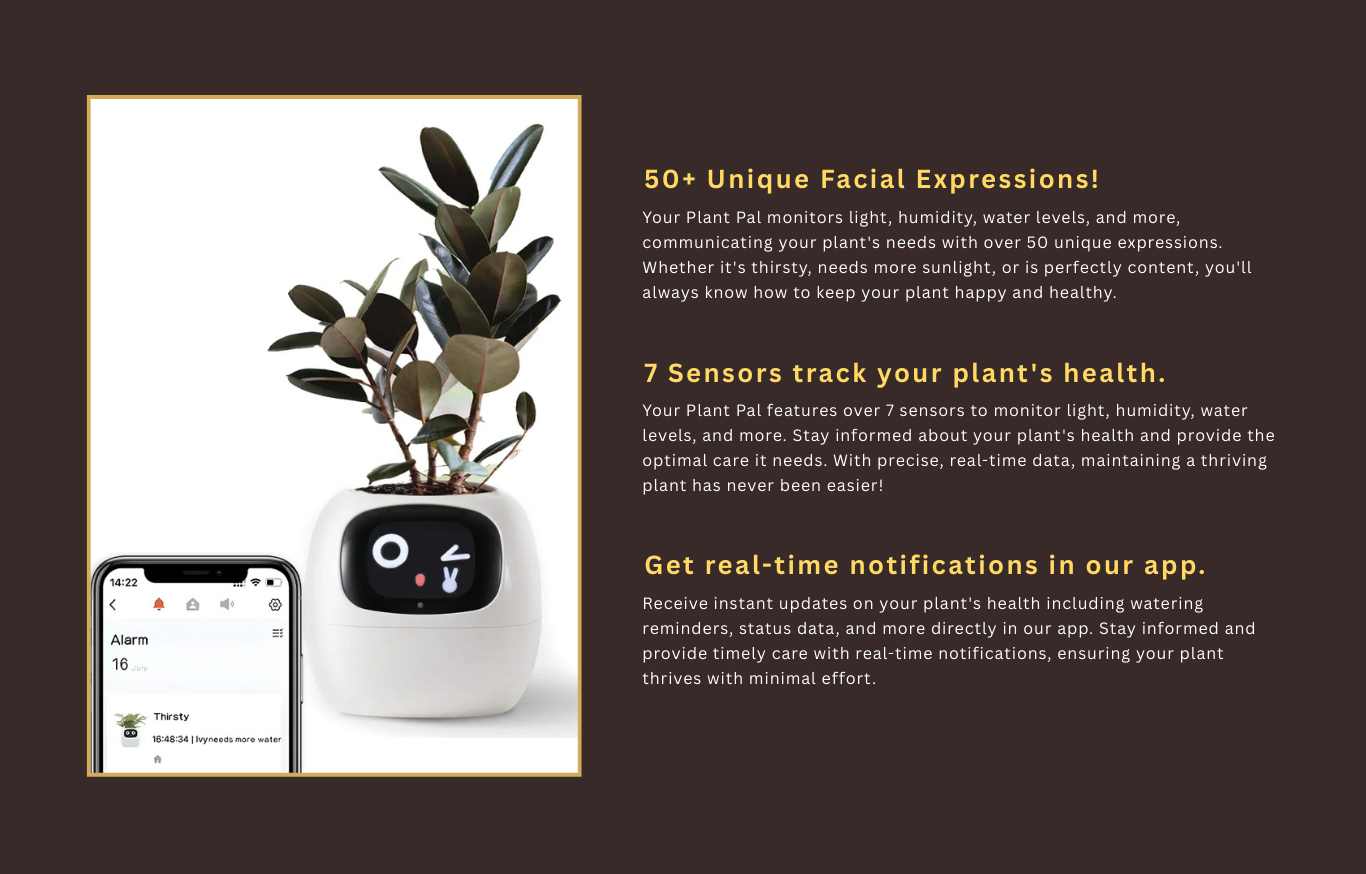 50+ Unique Facial Expressions!
Your Plant Pal monitors light, humidity, water levels, and more,
communicating your plant's needs with over 50 unique expressions.
Whether it's thirsty, needs more sunlight, or is perfectly content, you'll
always know how to keep your plant happy and healthy.
7 Sensors track your plant's health.
Your Plant Pal features over 7 sensors to monitor light, humidity, water
levels, and more. Stay informed about your plant's health and provide the
optimal care it needs. With precise, real-time data, maintaining a thriving
plant has never been easier!
Get real-time notifications in our app.
Receive instant updates on your plant's health including watering
reminders, status data, and more directly in our app. Stay informed and
provide timely care with real-time notifications, ensuring your plant
thrives with minimal effort.
14:22
Alarm
16 July
Thirsty
16:48:34 | Ivyneeds more water